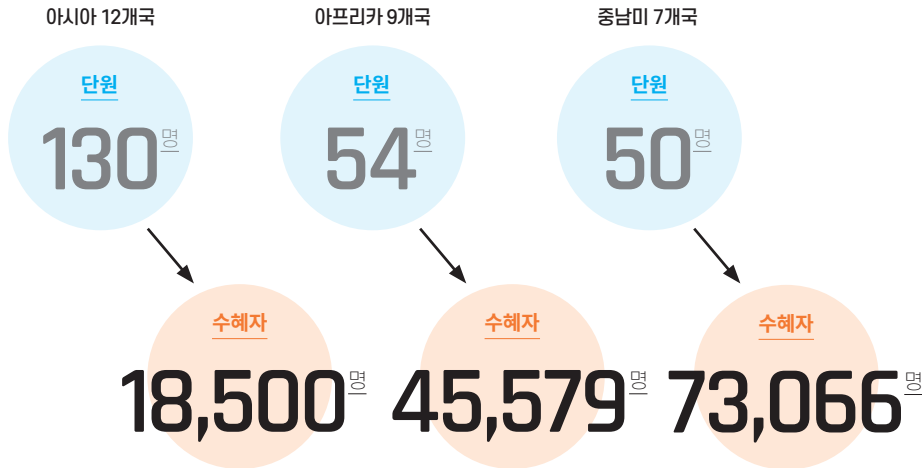 아시아 12개국
아프리카 9개국
중남미 7개국
단원
단원
단원
130명
54명
50명
수혜자
수혜자
수혜자
18,500명
45,579명
73,066명